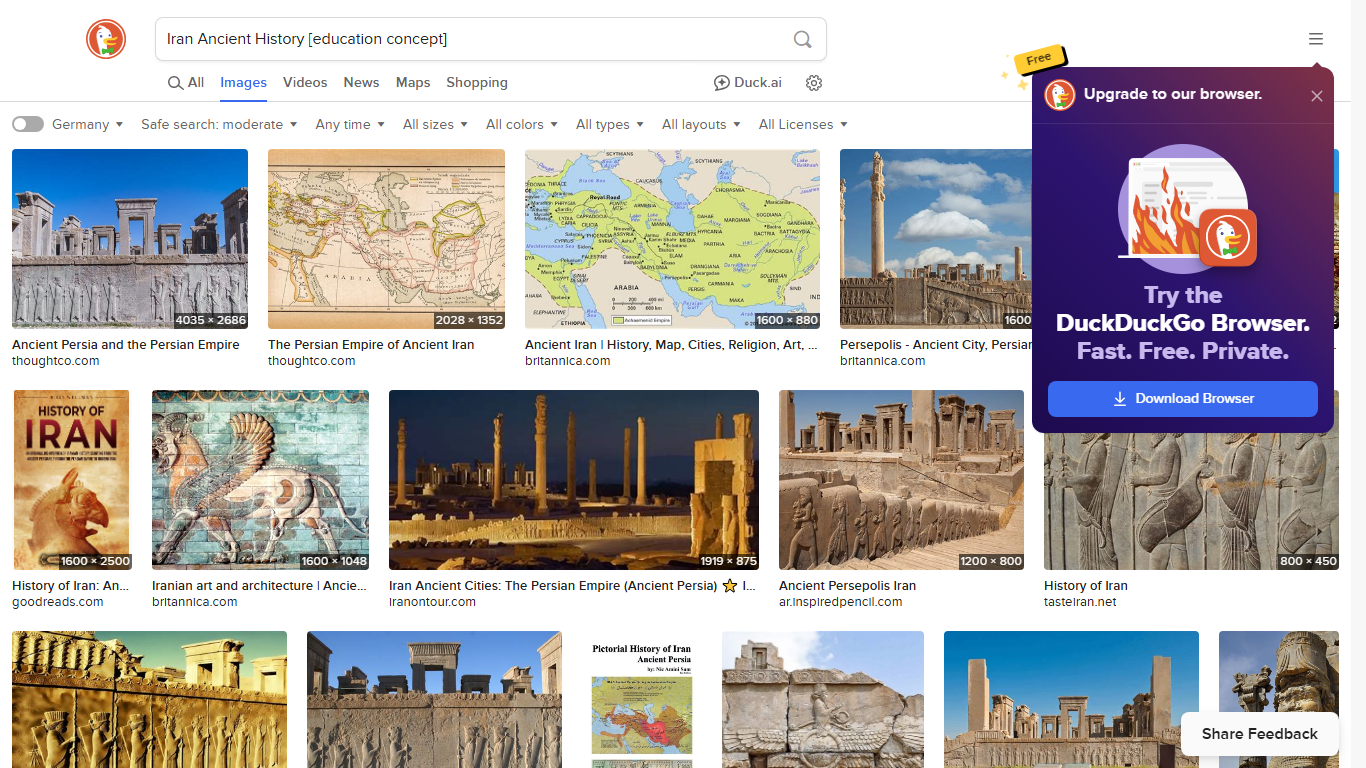 Iran Ancient History [education concept]
All
Images
Videos
News
Maps
Shopping
Duck.ai
Free
Upgrade to our browser.
Germany
Safe search: moderate
Any time
All sizes
All colors
All types
All layouts
All Licenses
Try the
DuckDuckGo Browser.
Fast. Free. Private.
Download Browser
4035 × 2686
Ancient Persia and the Persian Empire
thoughtco.com
2028 × 1352
The Persian Empire of Ancient Iran
thoughtco.com
1600 × 880
Ancient Iran | History, Map, Cities, Religion, Art, ...
britannica.com
1600
Persepolis - Ancient City, Persian
britannica.com
HISTORY OF
IRAN
1600 × 2500
History of Iran: An...
goodreads.com
1600 × 1048
Iranian art and architecture | Ancie...
britannica.com
1919 × 875
Iran Ancient Cities: The Persian Empire (Ancient Persia) ⭐ I...
iranontour.com
1200 × 800
Ancient Persepolis Iran
ar.inspiredpencil.com
800 × 450
History of Iran
tasteiran.net
Pictorial History of Iran
Ancient Persia
by: Nic Amini Sam
Share Feedback